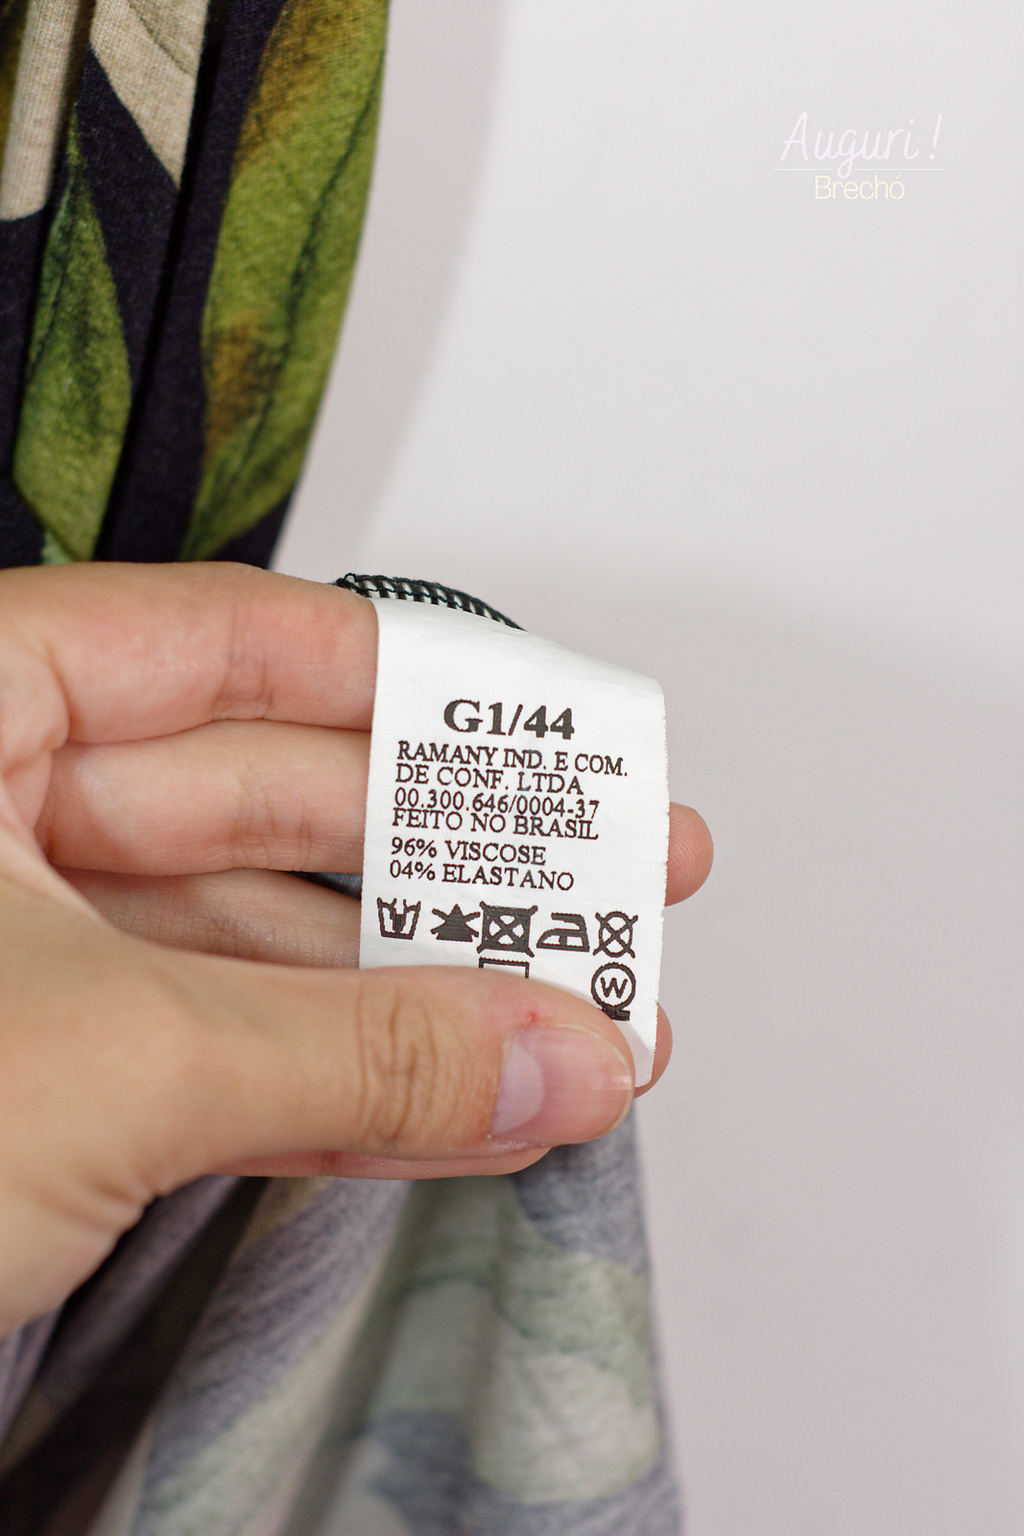 Auguri!
Brechó
G1/44
RAMANY IND. E COM.
DE CONF. LTDA
00.300.646/0004-37
FEITO NO BRASIL
96% VISCOSE
04% ELASTANO
W